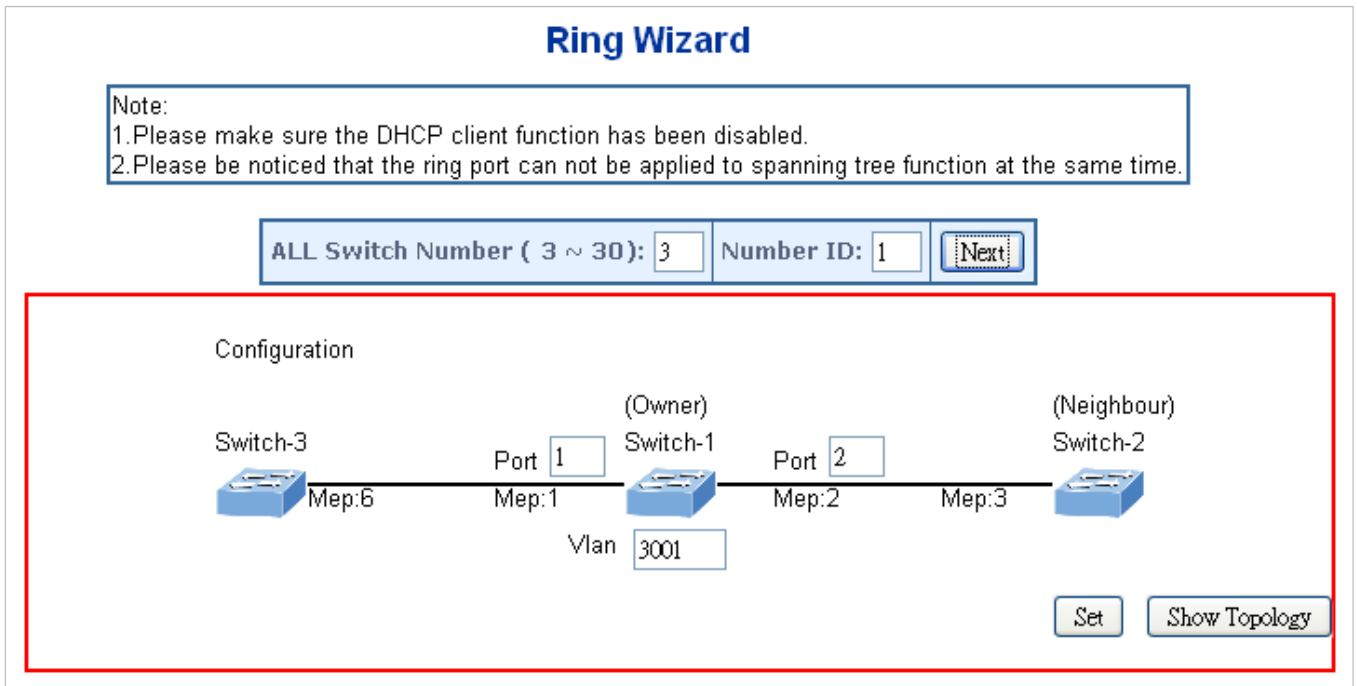 Ring Wizard
Note:
1.Please make sure the DHCP client function has been disabled.
2.Please be noticed that the ring port can not be applied to spanning tree function at the same time.
ALL Switch Number ( 3 ~ 30): 3 Number ID: 1 Next
Configuration
(Owner) (Neighbour)
Switch-3 Switch-1 Switch-2
Port 1 Port 2
Mep:6 Mep:1 Mep:2 Mep:3
Vlan 3001
Set Show Topology